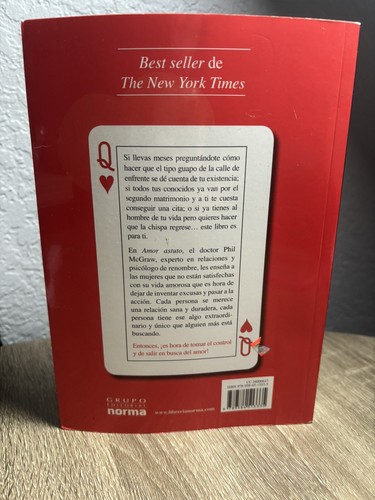 Best seller de
The New York Times
Q
Si llevas meses preguntándote cómo
hacer que el tipo guapo de la calle de
enfrente se dé cuenta de tu existencia;
si todos tus conocidos ya van por el
segundo matrimonio y a ti te cuesta
conseguir una cita; o si ya tienes al
hombre de tu vida pero quieres hacer
que la chispa regrese... este libro es
para ti.
En Amor astuto, el doctor Phil
McGraw, experto en relaciones y
psicólogo de renombre, les enseña a
las mujeres que no están satisfechas
con su vida amorosa que es hora de
dejar de inventar excusas y pasar a la
acción. Cada persona se merece
una relación sana y duradera, cada
persona tiene ese algo extraordi-
nario y único que alguien más está
buscando.
Entonces, ¡es hora de tomar el control
y de salir en busca del amor!
Q
GRUPO
EDITORIAL
norma
www.librerianorma.com